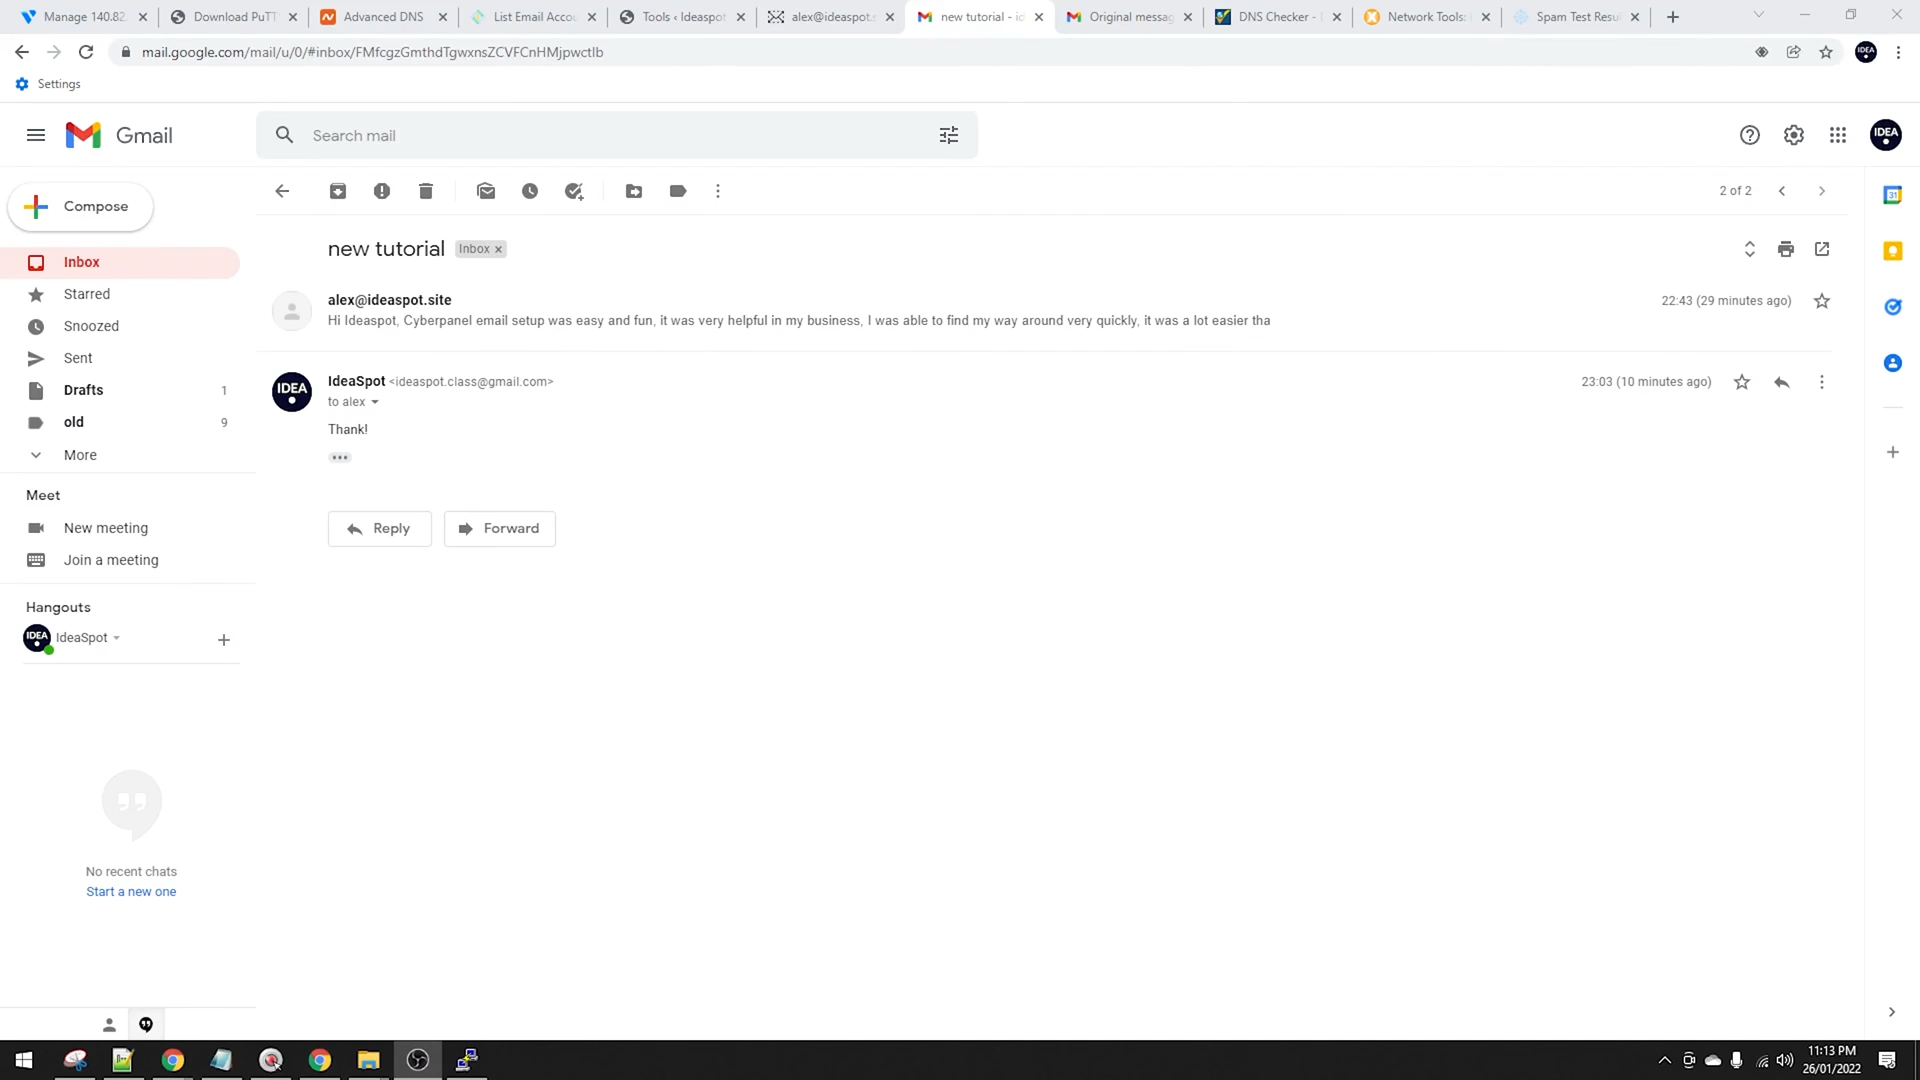 Manage 140.82
Download PuTT
Advanced DNS
List Email Accou
Tools ‹ Ideaspot
alex@ideaspot.s
new tutorial - id
Original messag
DNS Checker -
Network Tools:
Spam Test Resu
mail.google.com/mail/u/0/#inbox/FMfcgzGmthdTgwxnsZCVFCnHMjpwctlb
IDEA
Settings
Gmail
Search mail
IDEA
Compose
2 of 2
31
new tutorial
Inbox ×
Inbox
Starred
Snoozed
Sent
Drafts 1
old 9
More
alex@ideaspot.site
22:43 (29 minutes ago)
Hi Ideaspot, Cyberpanel email setup was easy and fun, it was very helpful in my business, I was able to find my way around very quickly, it was a lot easier tha
IDEA
IdeaSpot <ideaspot.class@gmail.com>
23:03 (10 minutes ago)
to alex
Thank!
Reply
Forward
Meet
New meeting
Join a meeting
Hangouts
IDEA
IdeaSpot
No recent chats
Start a new one
11:13 PM
26/01/2022